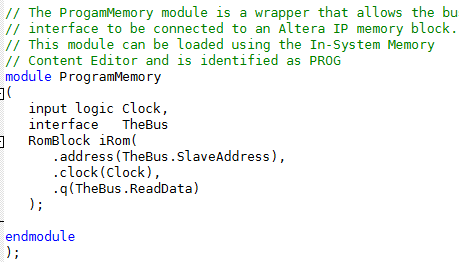 // The ProgamMemory module is a wrapper that allows the bu
// interface to be connected to an Altera IP memory block.
// This module can be loaded using the In-System Memory
// Content Editor and is identified as PROG
module ProgramMemory
(
   input logic Clock,
   interface   TheBus
   RomBlock iRom(
      .address(TheBus.SlaveAddress),
      .clock(Clock),
      .q(TheBus.ReadData)
   );

endmodule
);